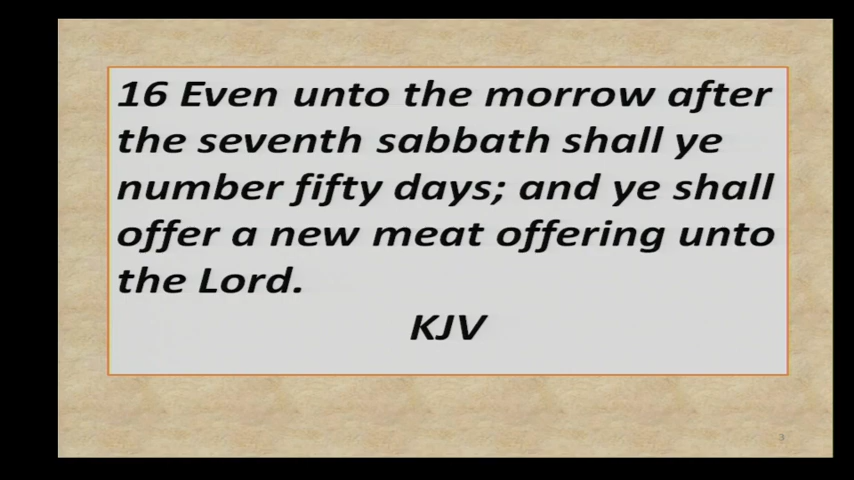 16 Even unto the morrow after
the seventh sabbath shall ye
number fifty days; and ye shall
offer a new meat offering unto
the Lord.
KJV
3